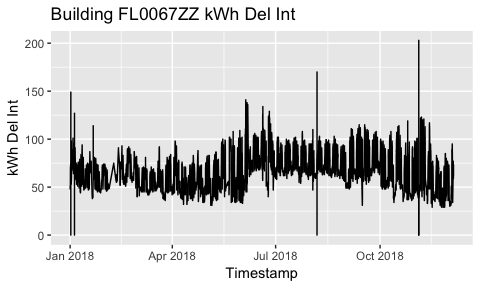 Building FL0067ZZ kWh Del Int
kWh Del Int
200
150
100
50
0
Jan 2018 Apr 2018 Jul 2018 Oct 2018
Timestamp